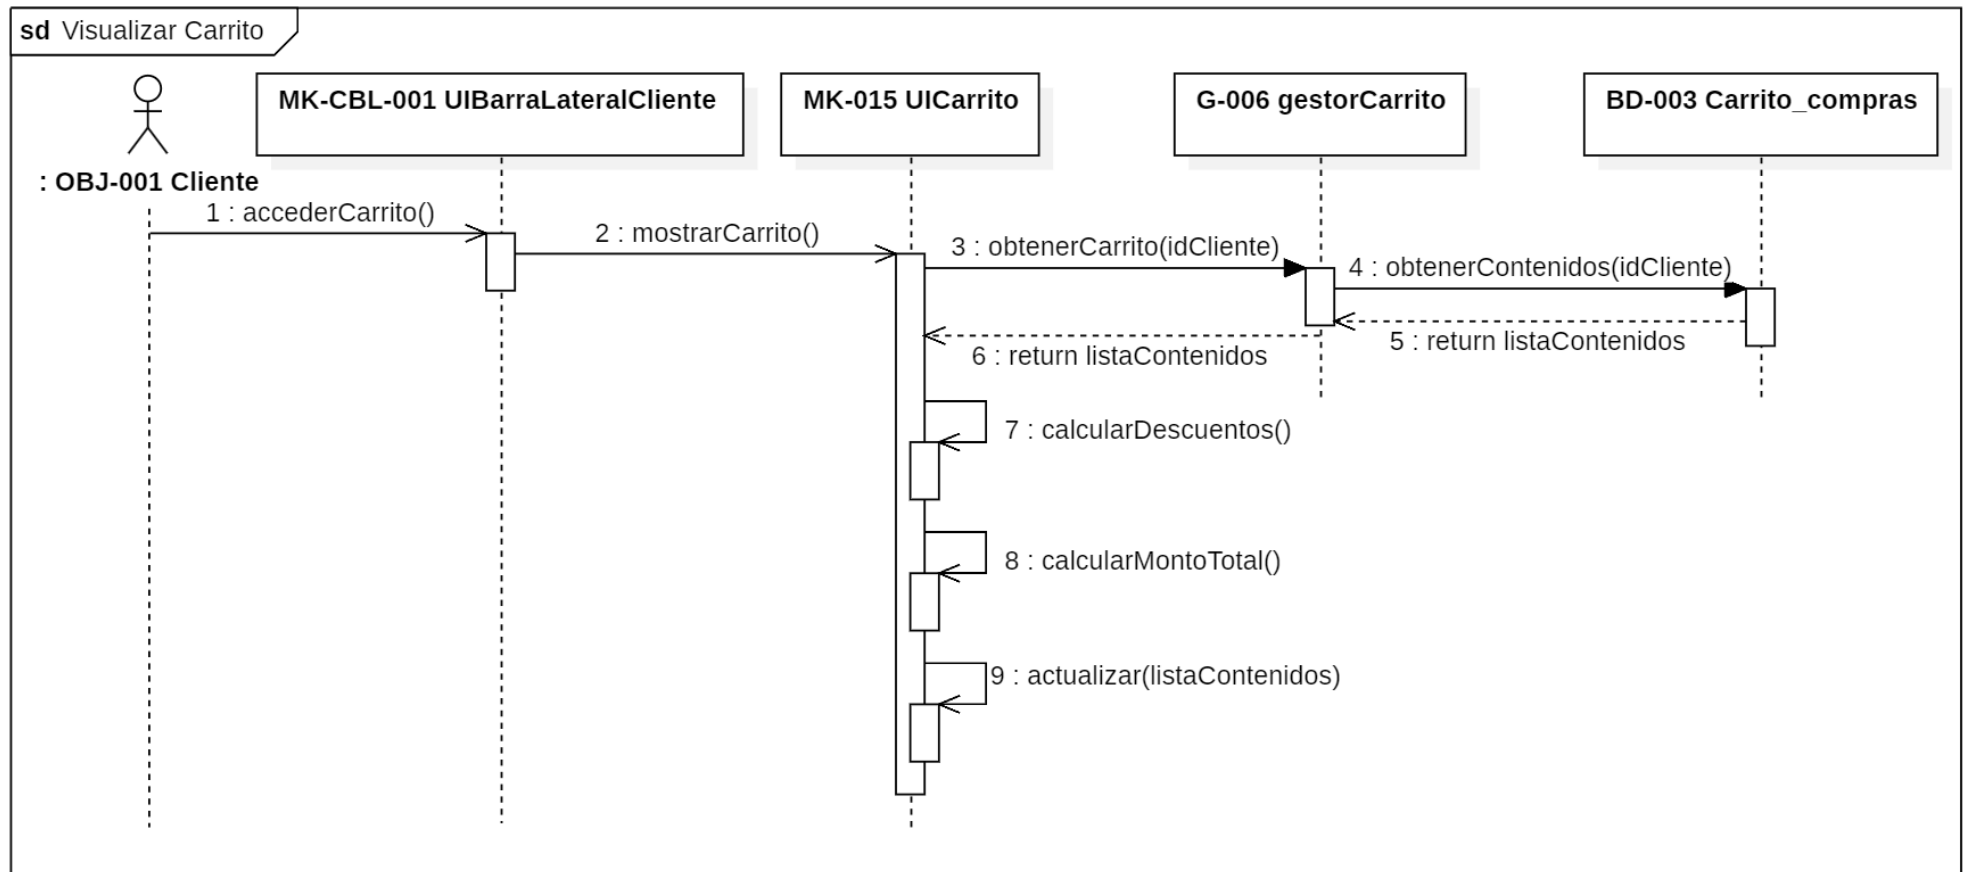 sd Visualizar Carrito
MK-CBL-001 UIBarraLateralCliente
MK-015 UICarrito
G-006 gestorCarrito
BD-003 Carrito_compras
: OBJ-001 Cliente
1 : accederCarrito()
2 : mostrarCarrito()
3 : obtenerCarrito(idCliente)
4 : obtenerContenidos(idCliente)
5 : return listaContenidos
6 : return listaContenidos
7 : calcularDescuentos()
8 : calcularMontoTotal()
9 : actualizar(listaContenidos)